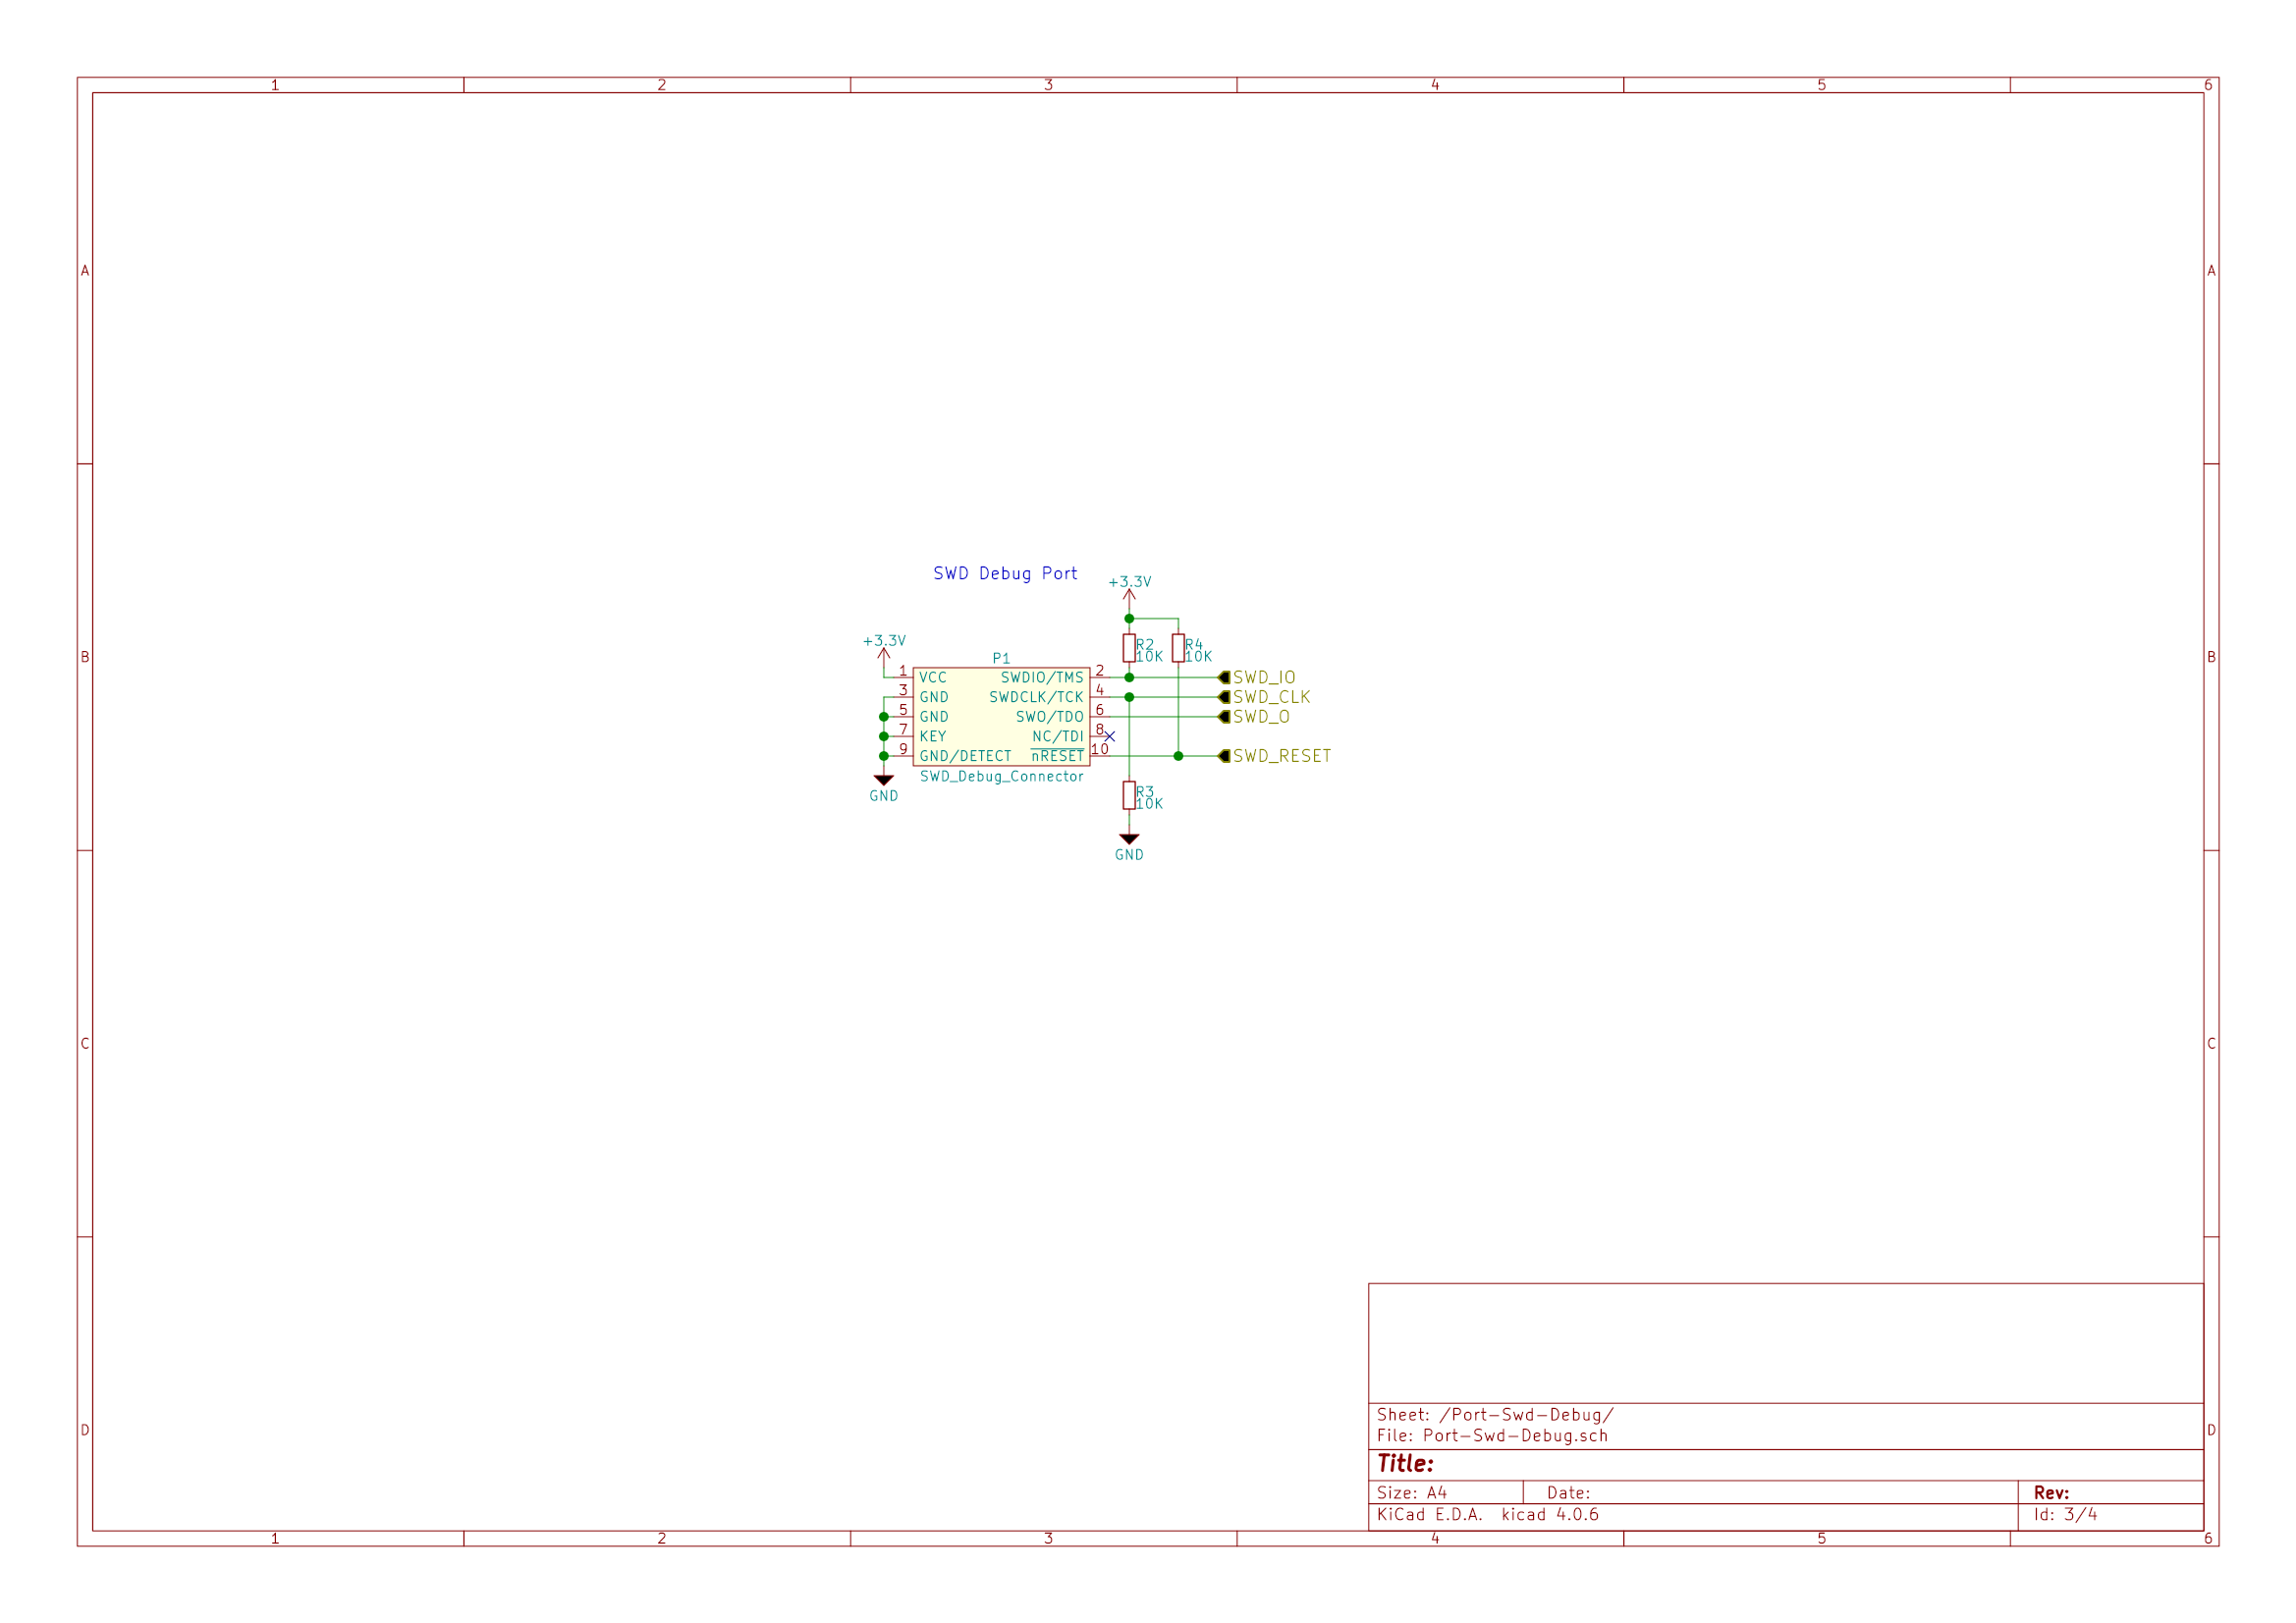 1 2 3 4 5 6
A A
SWD Debug Port
+3.3V
+3.3V
R2 R4
10K 10K
B B
P1
1 VCC SWDIO/TMS 2 SWD_IO
3 GND SWDCLK/TCK 4 SWD_CLK
5 GND SWO/TDO 6 SWD_O
7 KEY NC/TDI 8
9 GND/DETECT nRESET 10 SWD_RESET
SWD_Debug_Connector
GND
R3
10K
GND
C C
Sheet: /Port-Swd-Debug/
File: Port-Swd-Debug.sch
D D
Title:
Size: A4 Date: Rev:
KiCad E.D.A. kicad 4.0.6 Id: 3/4
1 2 3 4 5 6